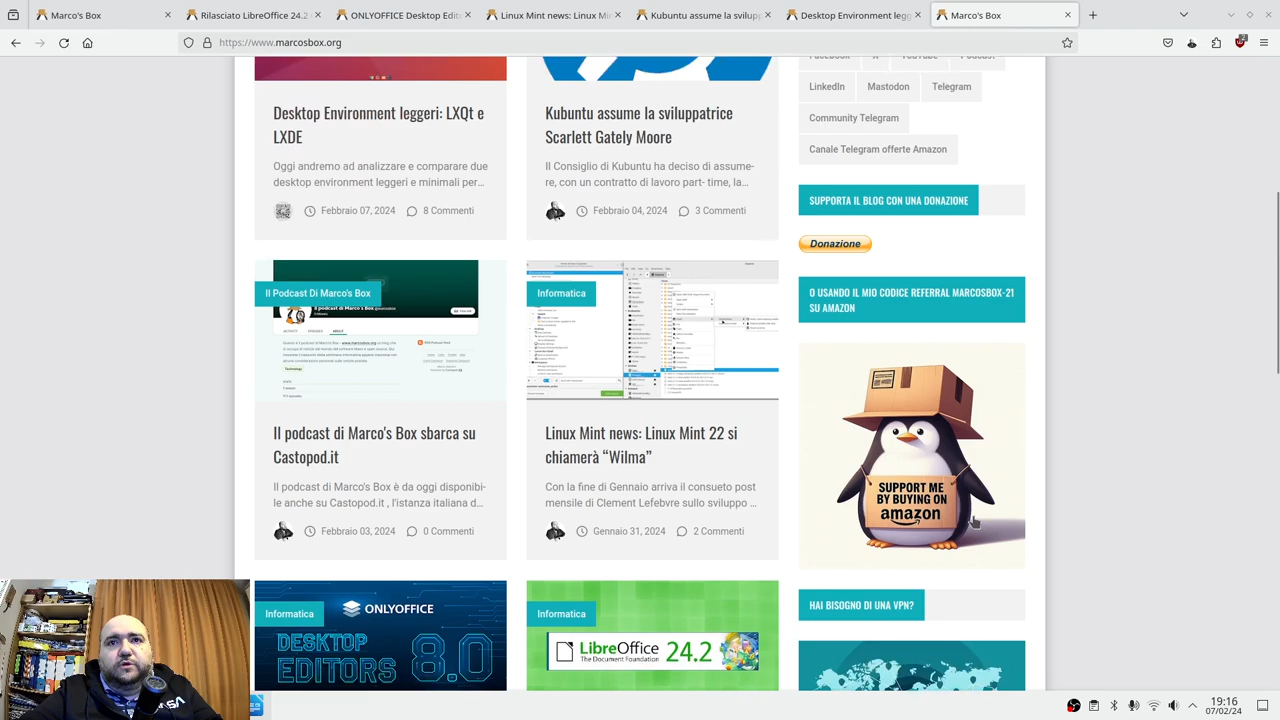 Marco's Box
Rilasciato LibreOffice 24.2
ONLYOFFICE Desktop Edit
Linux Mint news: Linux Mi
Kubuntu assume la svilupp
Desktop Environment legg
Marco's Box
https://www.marcosbox.org
Facebook
X
YouTube
Podcast
LinkedIn
Mastodon
Telegram
Community Telegram
Canale Telegram offerte Amazon
Desktop Environment leggeri: LXQt e
LXDE
Oggi andremo ad analizzare e comparare due
desktop environment leggeri e minimali per...
Febbraio 07, 2024
8 Commenti
Kubuntu assume la sviluppatrice
Scarlett Gately Moore
Il Consiglio di Kubuntu ha deciso di assume-
re, con un contratto di lavoro part- time, la...
Febbraio 04, 2024
3 Commenti
SUPPORTA IL BLOG CON UNA DONAZIONE
Donazione
O USANDO IL MIO CODICE REFERRAL MARCOSBOX-21
SU AMAZON
SUPPORT ME
BY BUYING ON
amazon
Il Podcast Di Marco's Box
Il podcast di Marco's Box sbarca su
Castopod.it
Il podcast di Marco's Box è da oggi disponibi-
le anche su Castopod.it , l'istanza italiana d...
Febbraio 03, 2024
0 Commenti
Informatica
Linux Mint news: Linux Mint 22 si
chiamerà “Wilma”
Con la fine di Gennaio arriva il consueto post
mensile di Clement Lefebvre sullo sviluppo ...
Gennaio 31, 2024
2 Commenti
HAI BISOGNO DI UNA VPN?
Informatica
ONLYOFFICE
DESKTOP
EDITORS 8.0
Informatica
LibreOffice 24.2
The Document Foundation
19:16
07/02/24